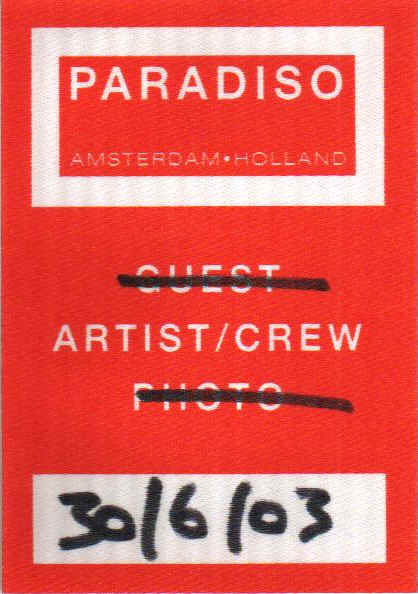 PARADISO
AMSTERDAM•HOLLAND
GUEST
ARTIST/CREW
PHOTO
30/6/03